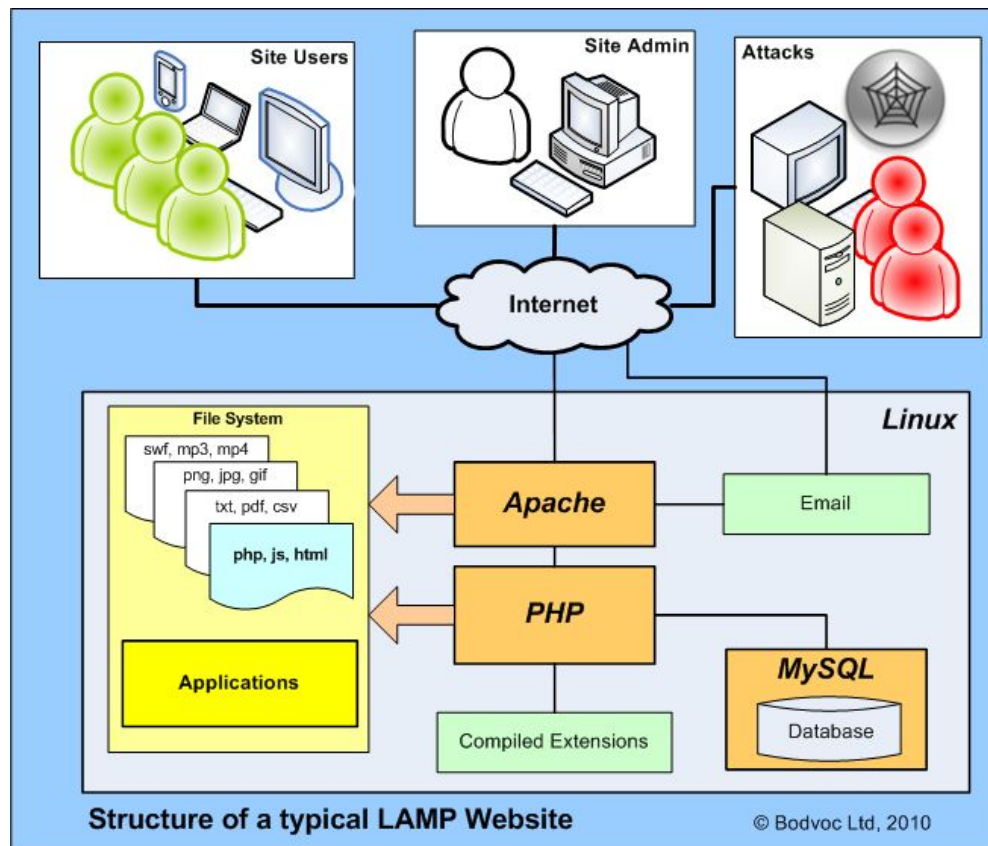 Site Users
Site Admin
Attacks
Internet
Linux
File System
swf, mp3, mp4
png, jpg, gif
txt, pdf, csv
php, js, html
Applications
Apache
Email
PHP
Compiled Extensions
MySQL
Database
Structure of a typical LAMP Website
© Bodvoc Ltd, 2010